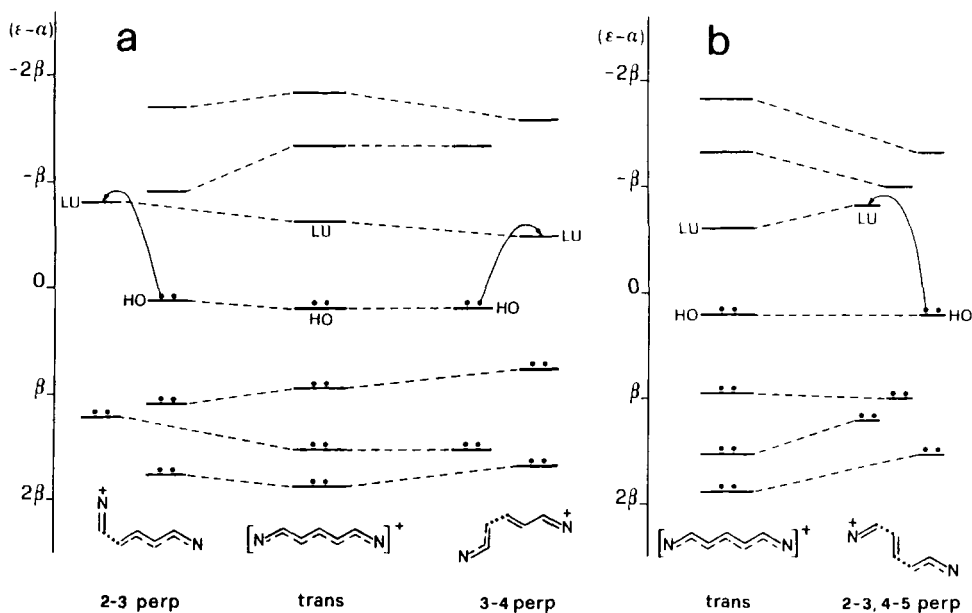 (ε-α)
a
-2β
-β
0
β
2β
LU
HO
LU
HO
LU
HO
N
+
N
[N
N]
+
N
+
N
2-3 perp
trans
3-4 perp
(ε-α)
b
-2β
-β
0
β
2β
LU
HO
LU
HO
[N
N]
+
+
N
N
trans
2-3, 4-5 perp